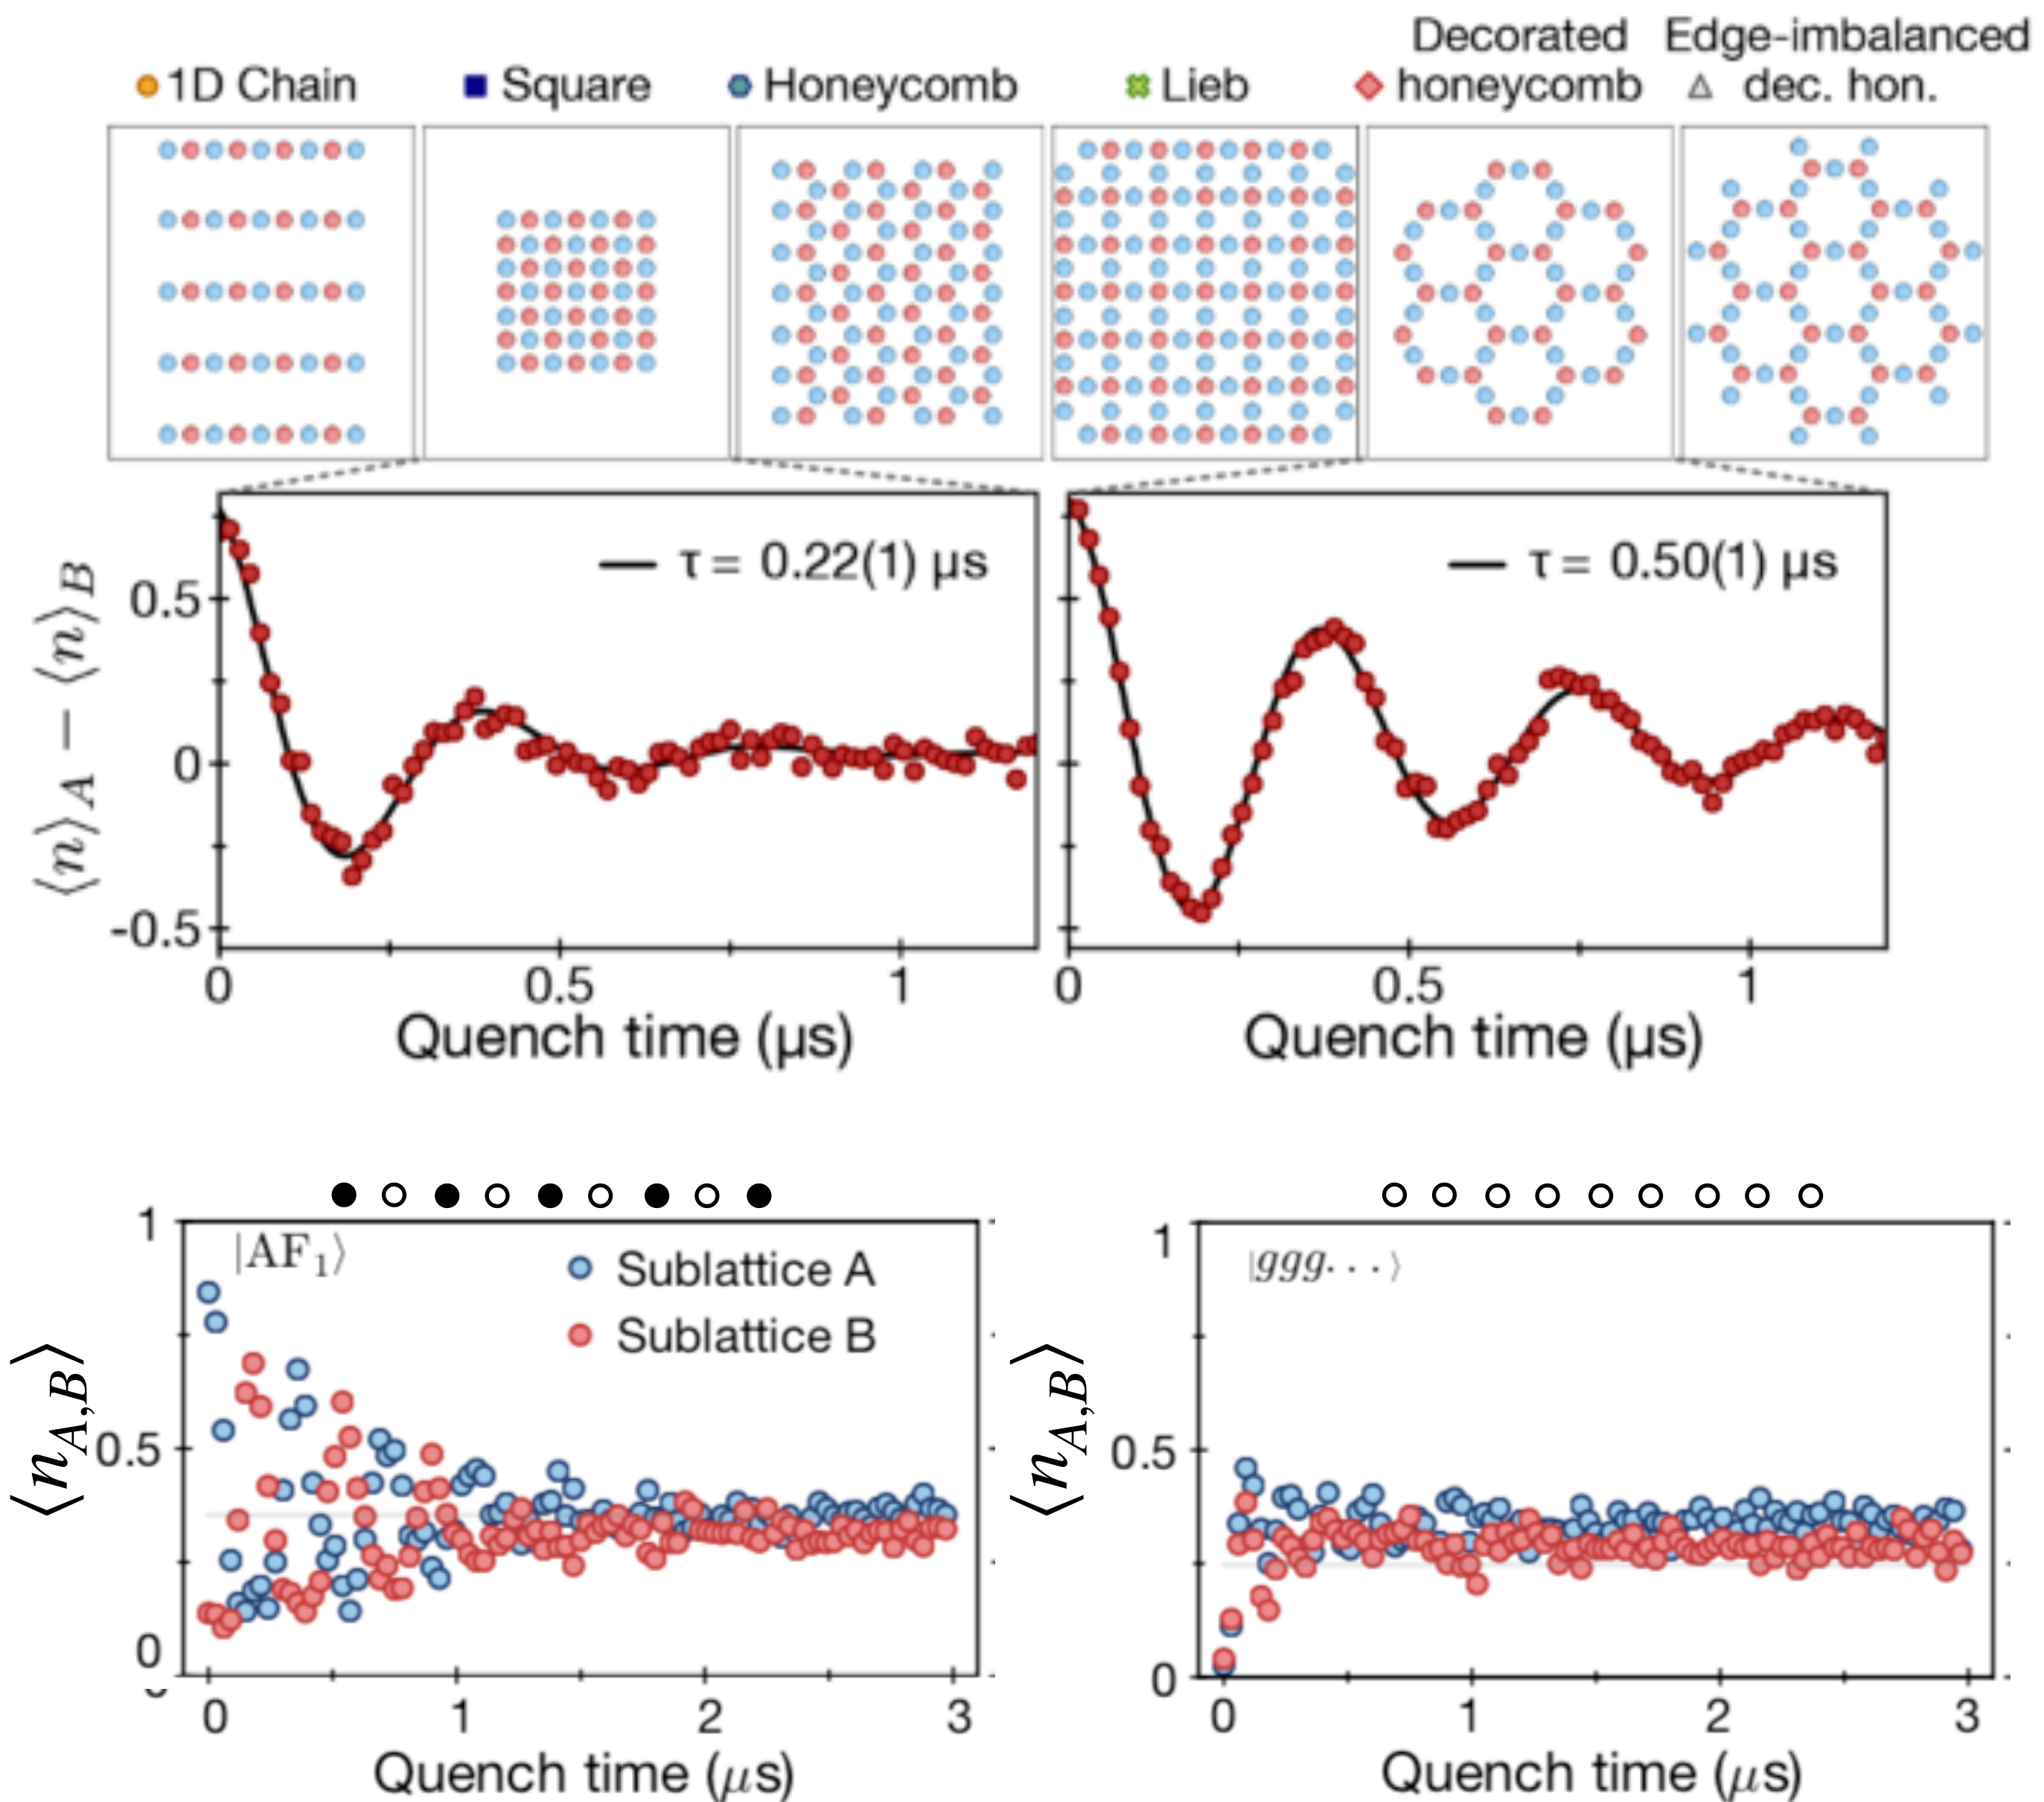 Decorated Edge-imbalanced
1D Chain Square Honeycomb Lieb honeycomb dec. hon.
τ = 0.22(1) μs
τ = 0.50(1) μs
⟨n⟩A − ⟨n⟩B
0.5
0
-0.5
0 0.5 1
0 0.5 1
Quench time (μs)
Quench time (μs)
|AF₁⟩
Sublattice A
Sublattice B
⟨nA,B⟩
1
0.5
0
0 1 2 3
Quench time (μs)
|ggg...⟩
⟨nA,B⟩
1
0.5
0
0 1 2 3
Quench time (μs)